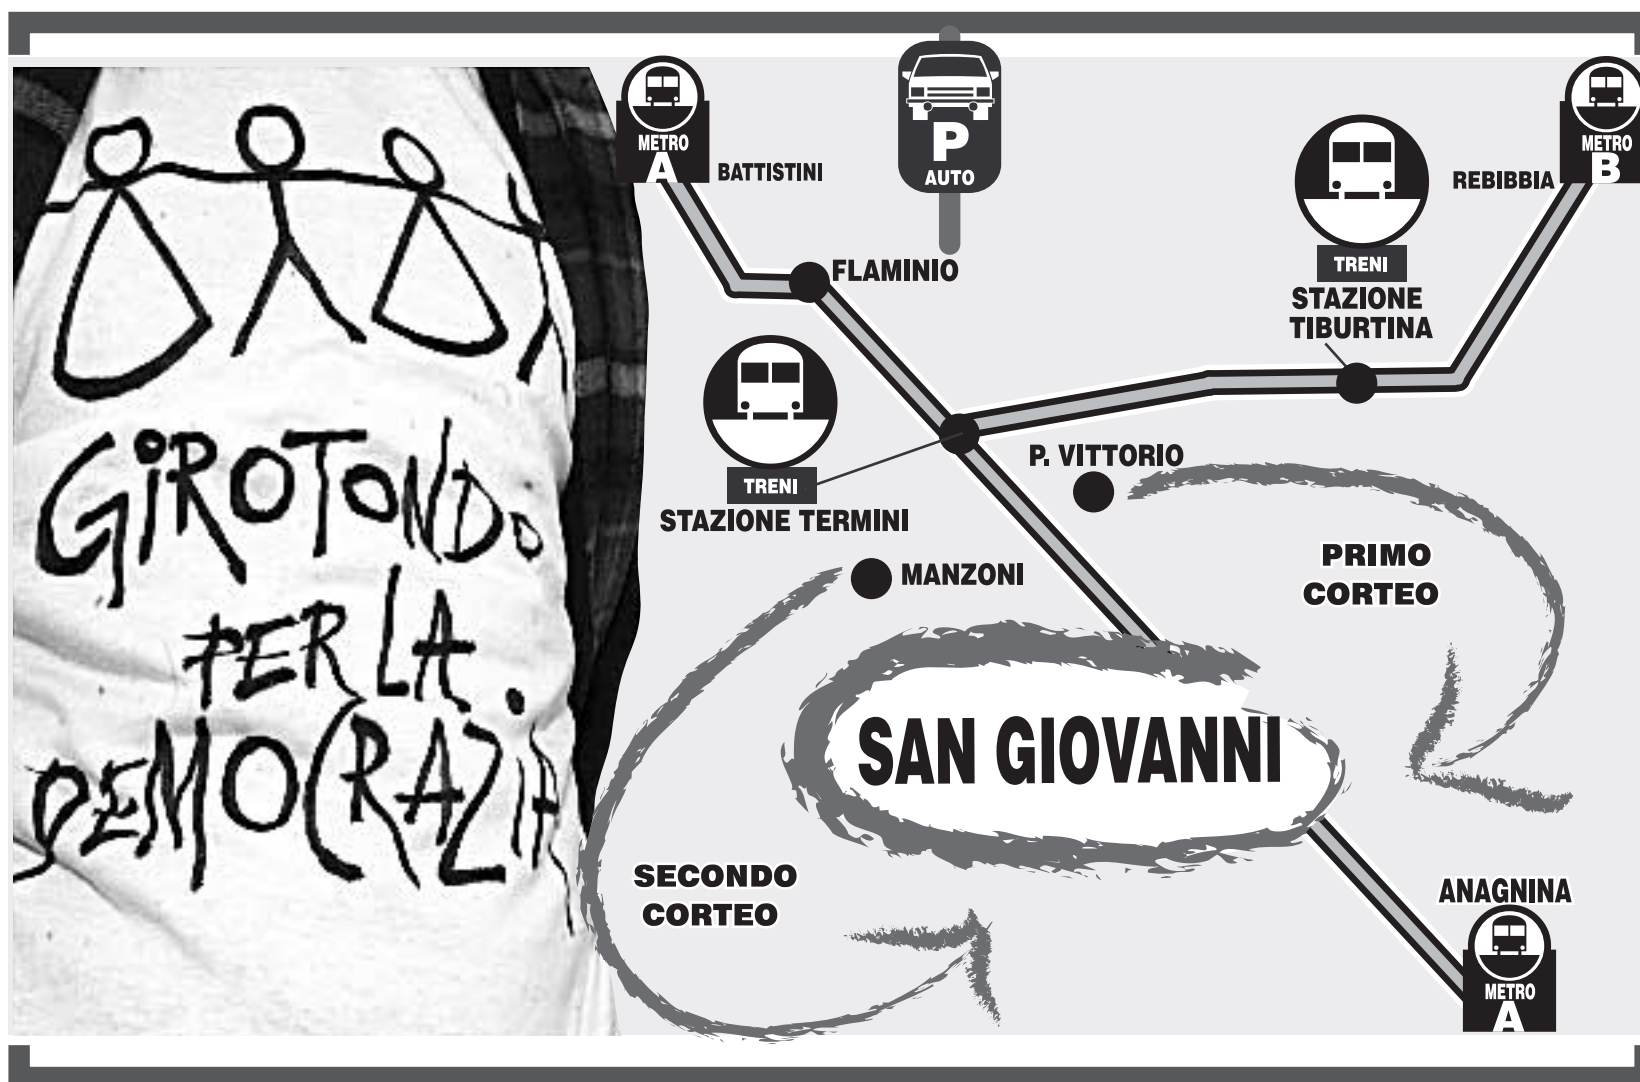 GIROTONDO
PER LA
DEMOCRAZIA
METRO
A
BATTISTINI
P
AUTO
METRO
B
REBIBBIA
FLAMINIO
TRENI
STAZIONE
TIBURTINA
TRENI
STAZIONE TERMINI
P. VITTORIO
MANZONI
PRIMO
CORTEO
SAN GIOVANNI
SECONDO
CORTEO
ANAGNINA
METRO
A